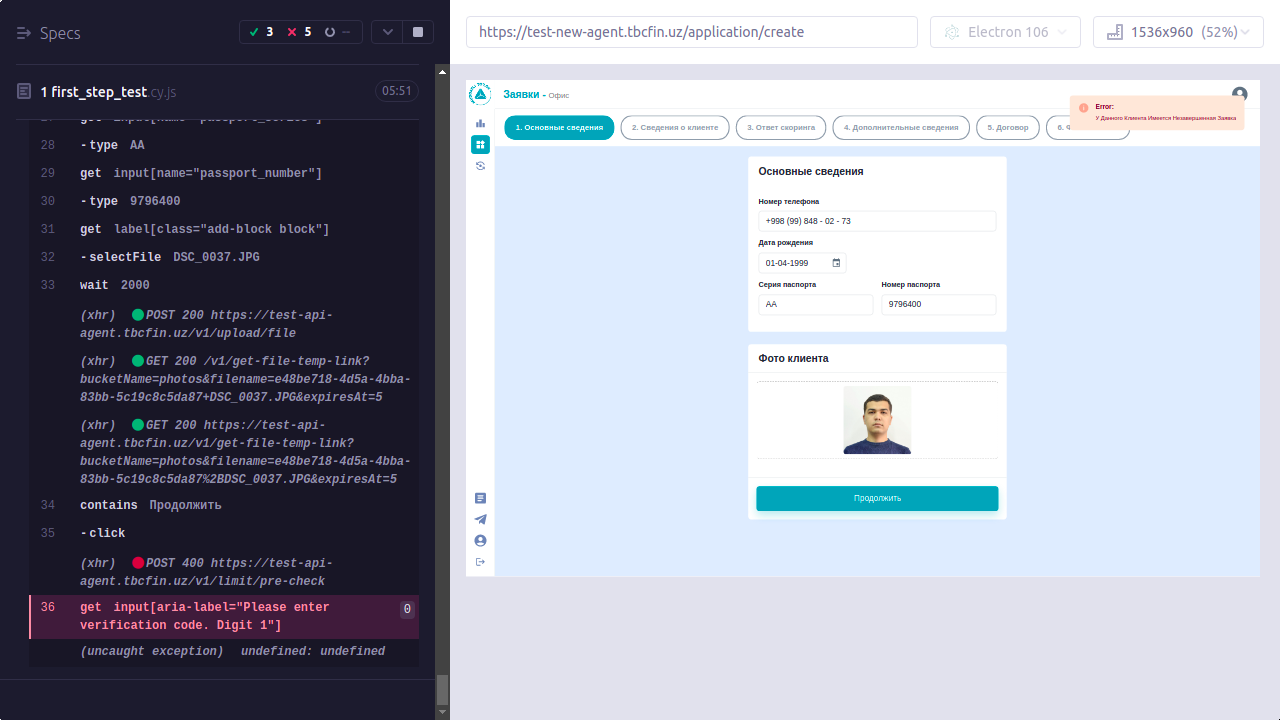 Specs
3
5
--
1 first_step_test.cy.js
05:51
get input[name="passport_series"]
28 -type AA
29 get input[name="passport_number"]
30 -type 9796400
31 get label[class="add-block block"]
32 -selectFile DSC_0037.JPG
33 wait 2000
(xhr) POST 200 https://test-api-
agent.tbcfin.uz/v1/upload/file
(xhr) GET 200 /v1/get-file-temp-link?
bucketName=photos&filename=e48be718-4d5a-4bba-
83bb-5c19c8c5da87+DSC_0037.JPG&expiresAt=5
(xhr) GET 200 https://test-api-
agent.tbcfin.uz/v1/get-file-temp-link?
bucketName=photos&filename=e48be718-4d5a-4bba-
83bb-5c19c8c5da87%2BDSC_0037.JPG&expiresAt=5
34 contains Продолжить
35 -click
(xhr) POST 400 https://test-api-
agent.tbcfin.uz/v1/limit/pre-check
36 get input[aria-label="Please enter
verification code. Digit 1"]
0
(uncaught exception) undefined: undefined
https://test-new-agent.tbcfin.uz/application/create
Electron 106
1536x960 (52%)
Заявки - Офис
Error:
У Данного Клиента Имеется Незавершенная Заявка
1. Основные сведения
2. Сведения о клиенте
3. Ответ скоринга
4. Дополнительные сведения
5. Договор
6.
Основные сведения
Номер телефона
+998 (99) 848 - 02 - 73
Дата рождения
01-04-1999
Серия паспорта
Номер паспорта
AA
9796400
Фото клиента
Продолжить